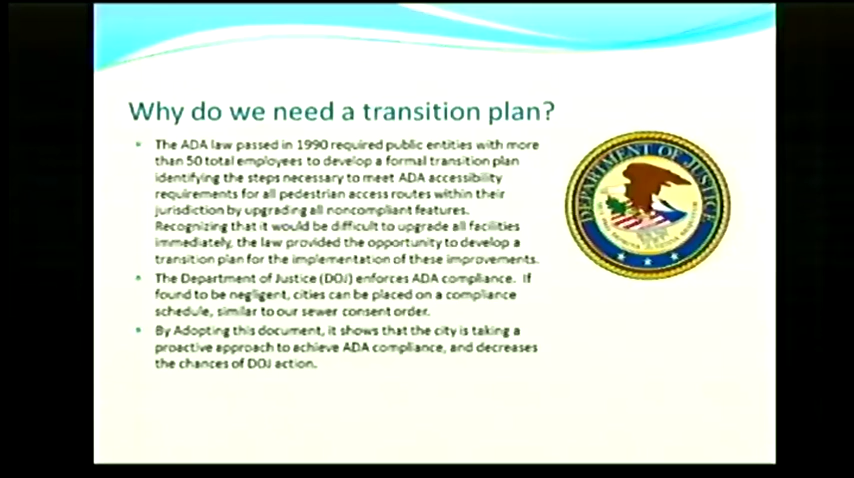 Why do we need a transition plan?
The ADA law passed in 1990 required public entities with more
than 50 total employees to develop a formal transition plan
identifying the steps necessary to meet ADA accessibility
requirements for all pedestrian access routes within their
jurisdiction by upgrading all noncompliant features.
Recognizing that it would be difficult to upgrade all facilities
immediately, the law provided the opportunity to develop a
transition plan for the implementation of these improvements.
The Department of Justice (DOJ) enforces ADA compliance. If
found to be negligent, cities can be placed on a compliance
schedule, similar to our sewer consent order.
By Adopting this document, it shows that the city is taking a
proactive approach to achieve ADA compliance, and decreases
the chances of DOJ action.
DEPARTMENT OF JUSTICE